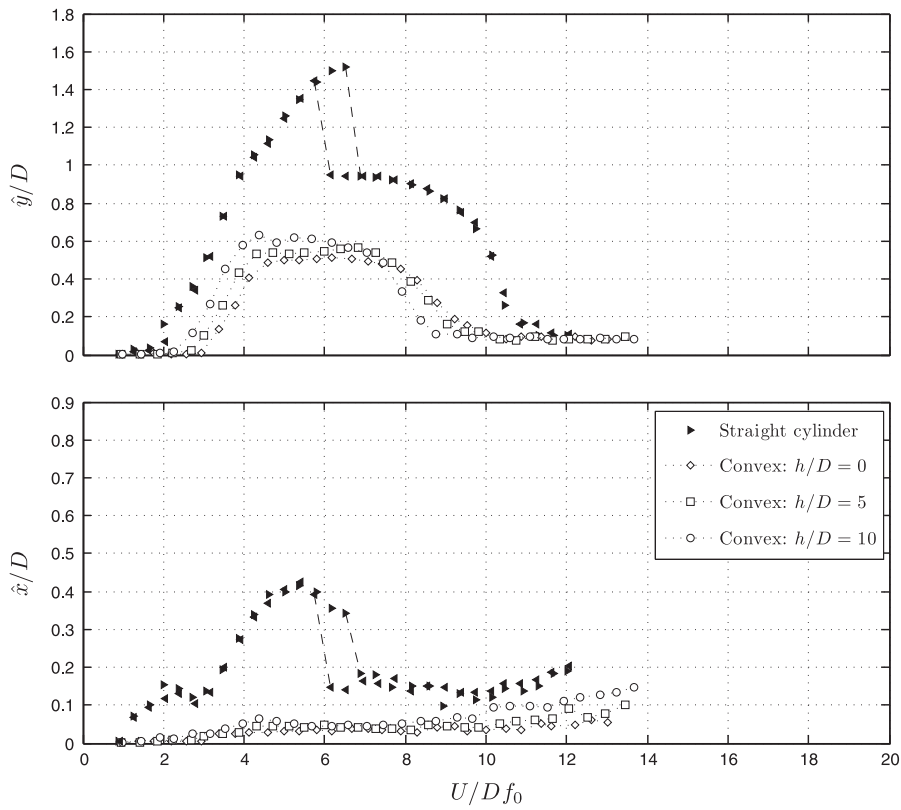 1.8
1.6
1.4
1.2
1
0.8
0.6
0.4
0.2
0
ŷ/D
0.9
0.8
0.7
0.6
0.5
0.4
0.3
0.2
0.1
0
x̂/D
Straight cylinder
Convex: h/D = 0
Convex: h/D = 5
Convex: h/D = 10
0 2 4 6 8 10 12 14 16 18 20
U/Df₀